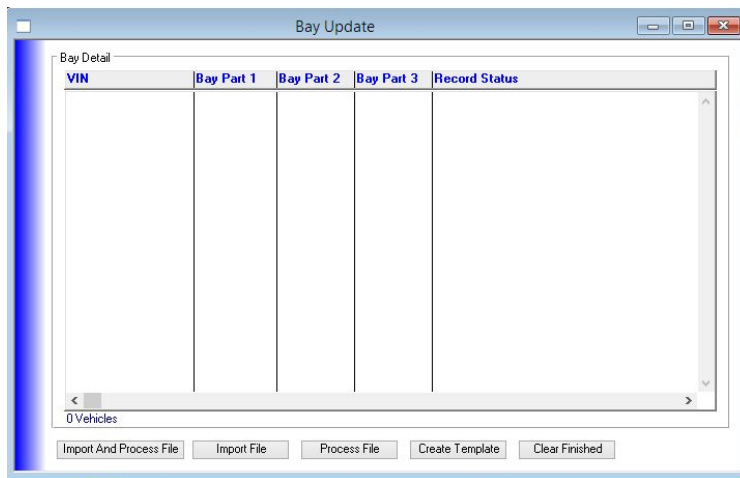 Bay Update
Bay Detail
VIN Bay Part 1 Bay Part 2 Bay Part 3 Record Status
0 Vehicles
Import And Process File Import File Process File Create Template Clear Finished